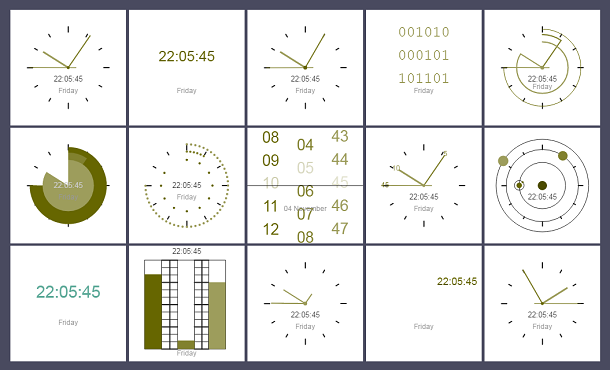 22:05:45
Friday
22:05:45
Friday
22:05:45
Friday
001010
000101
101101
Friday
22:05:45
Friday
22:05:45
22:05:45
Friday
08 04 43
09 05 44
10 06 45
04 November
11 07 46
12 08 47
10 5
45
22:05:45
Friday
22:05:45
22:05:45
Friday
22:05:45
Friday
22:05:45
Friday
22:05:45
Friday
22:05:45
Friday